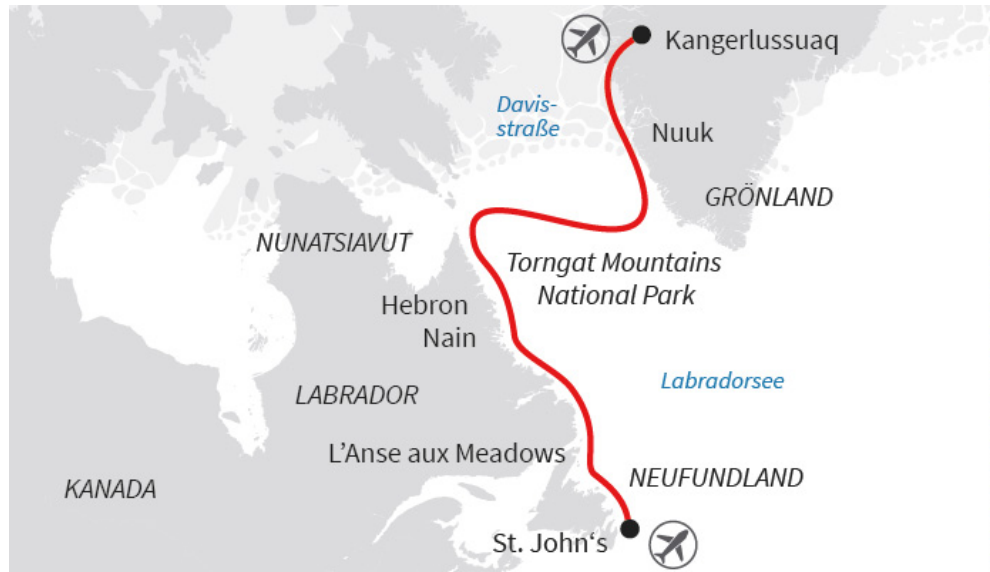 Kangerlussuaq
Davis-
straße
Nuuk
GRÖNLAND
NUNATSIAVUT
Torngat Mountains
National Park
Hebron
Nain
Labradorsee
LABRADOR
L’Anse aux Meadows
NEUFUNDLAND
KANADA
St. John‘s